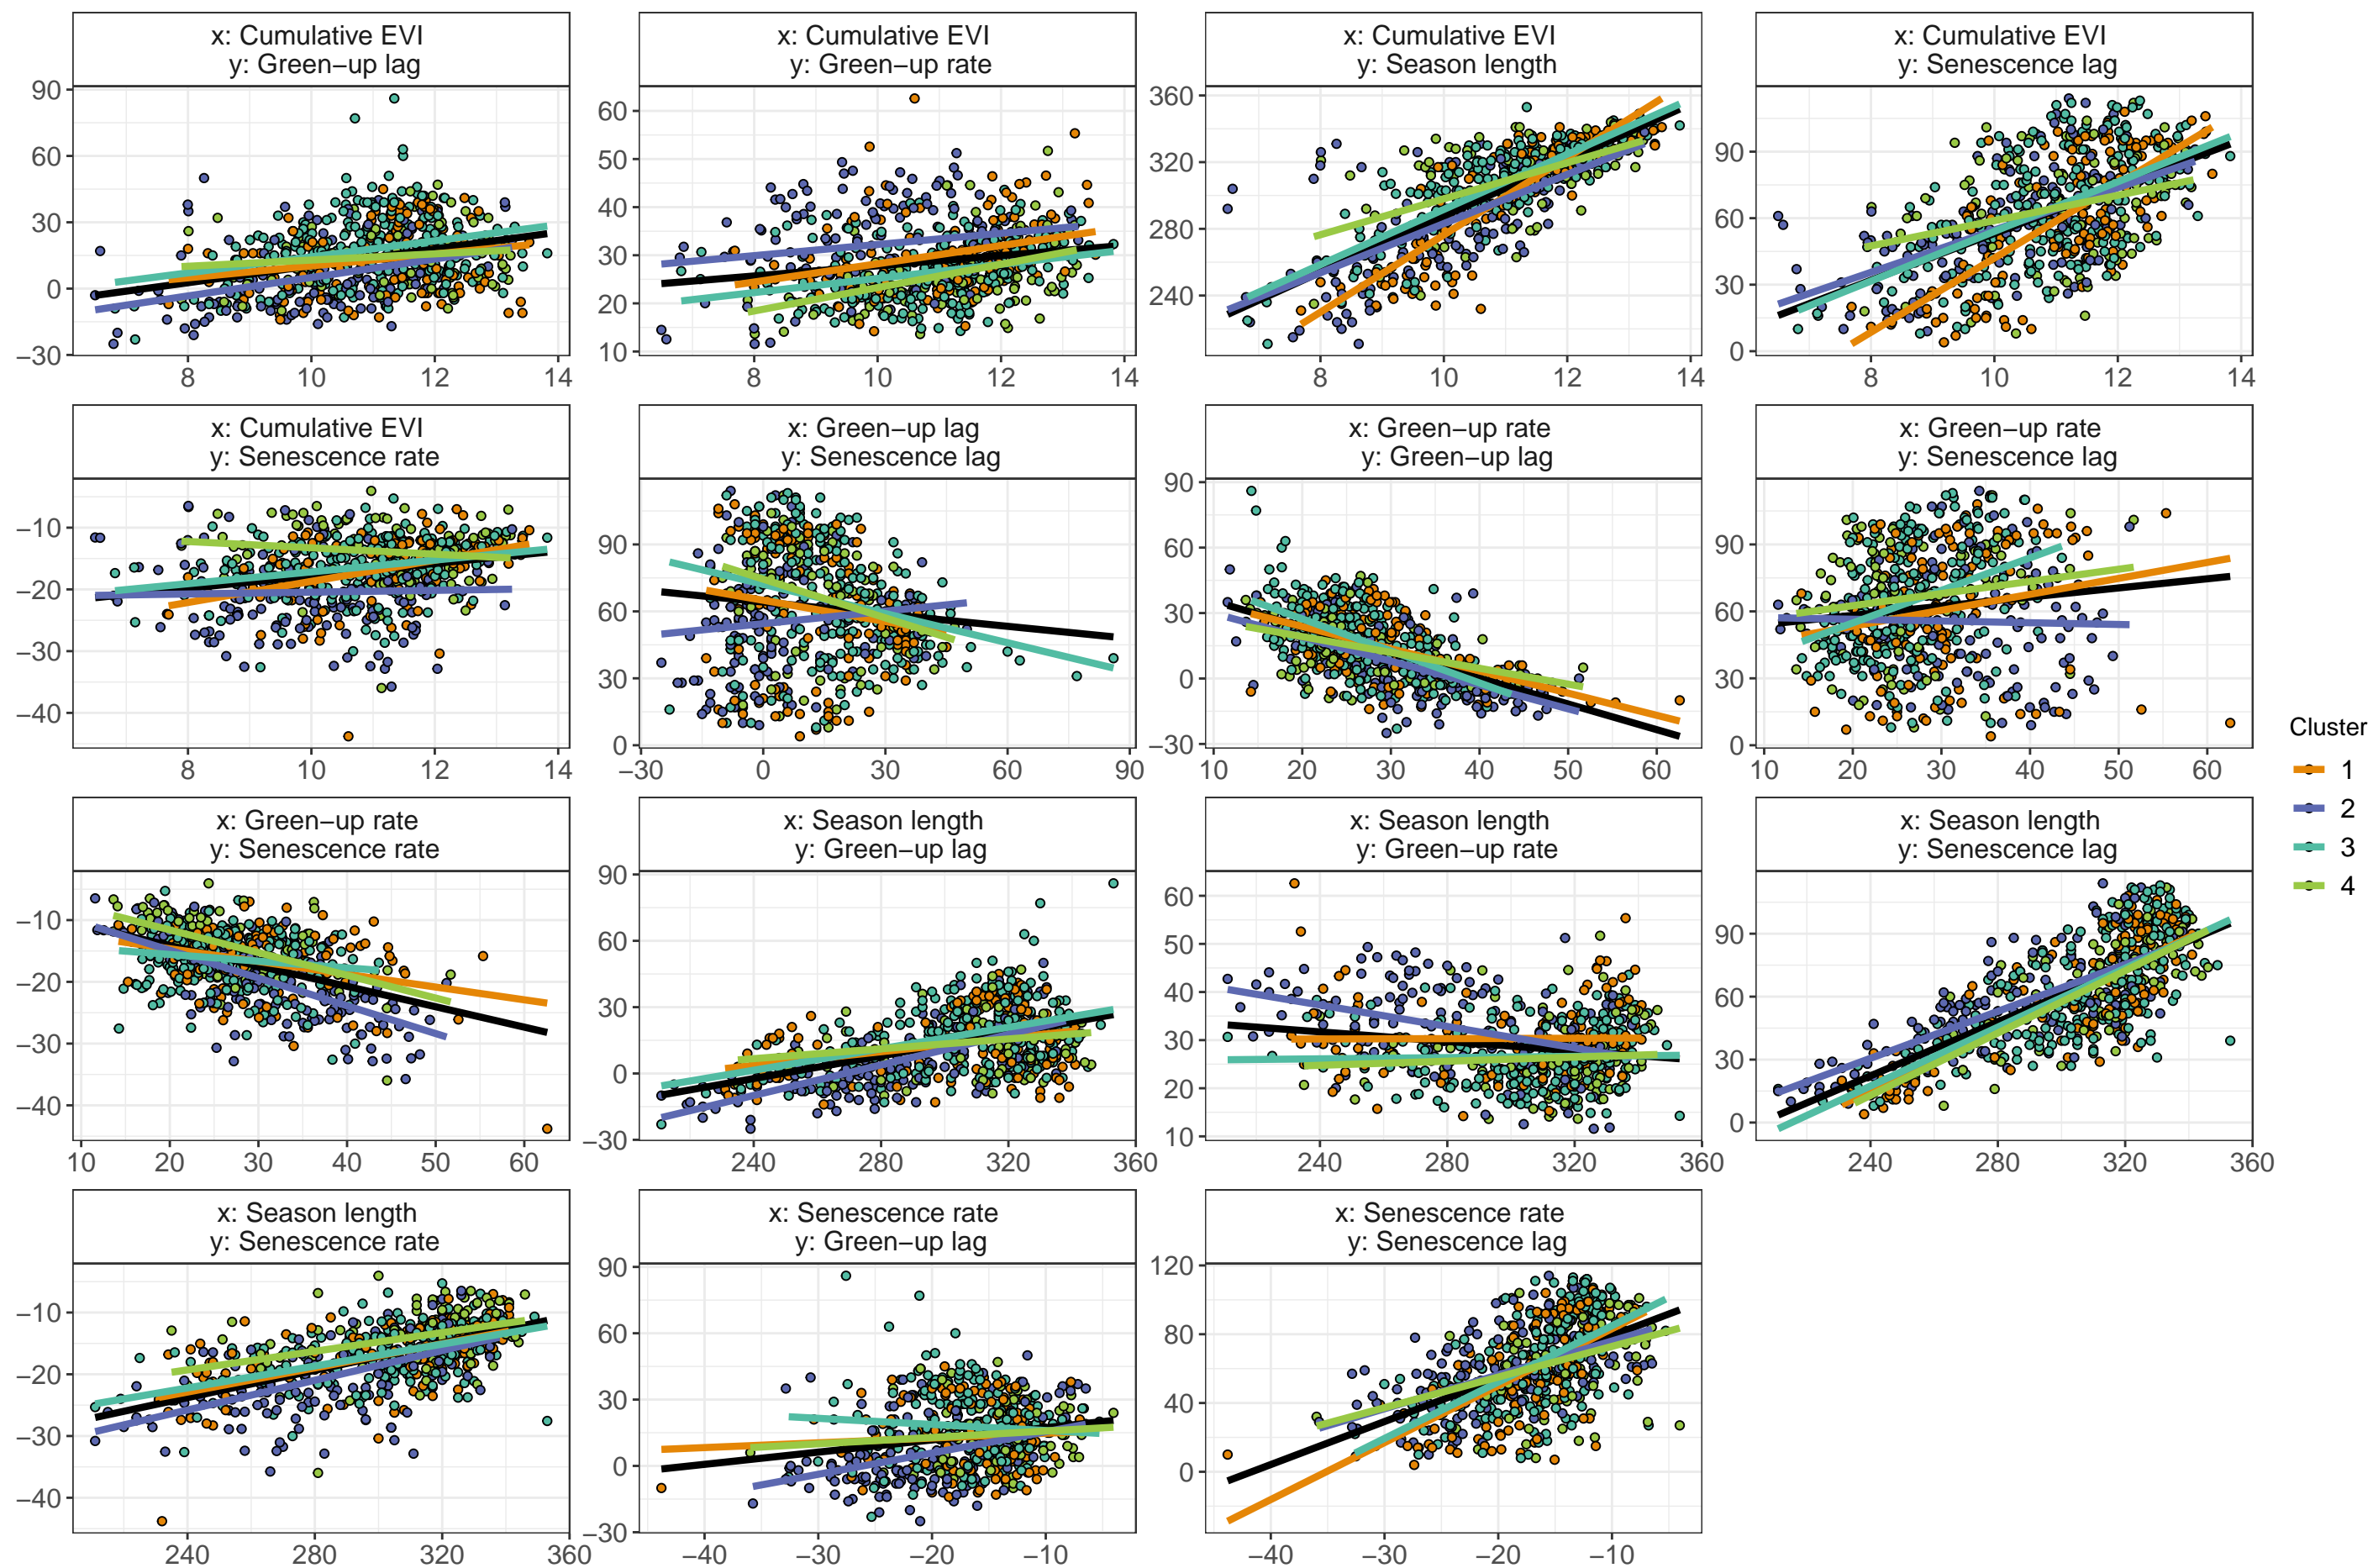 x: Cumulative EVI
y: Green−up lag
x: Cumulative EVI
y: Green−up rate
x: Cumulative EVI
y: Season length
x: Cumulative EVI
y: Senescence lag
90
60
30
0
−30
8 10 12 14
60
50
40
30
20
10
8 10 12 14
360
320
280
240
8 10 12 14
90
60
30
0
8 10 12 14
x: Cumulative EVI
y: Senescence rate
x: Green−up lag
y: Senescence lag
x: Green−up rate
y: Green−up lag
x: Green−up rate
y: Senescence lag
−10
−20
−30
−40
8 10 12 14
90
60
30
0
−30 0 30 60 90
90
60
30
0
−30
10 20 30 40 50 60
90
60
30
0
10 20 30 40 50 60
Cluster
1
2
3
4
x: Green−up rate
y: Senescence rate
x: Season length
y: Green−up lag
x: Season length
y: Green−up rate
x: Season length
y: Senescence lag
−10
−20
−30
−40
10 20 30 40 50 60
90
60
30
0
−30
240 280 320 360
60
50
40
30
20
10
240 280 320 360
90
60
30
0
240 280 320 360
x: Season length
y: Senescence rate
x: Senescence rate
y: Green−up lag
x: Senescence rate
y: Senescence lag
−10
−20
−30
−40
240 280 320 360
90
60
30
0
−30
−40 −30 −20 −10
120
80
40
0
−40 −30 −20 −10